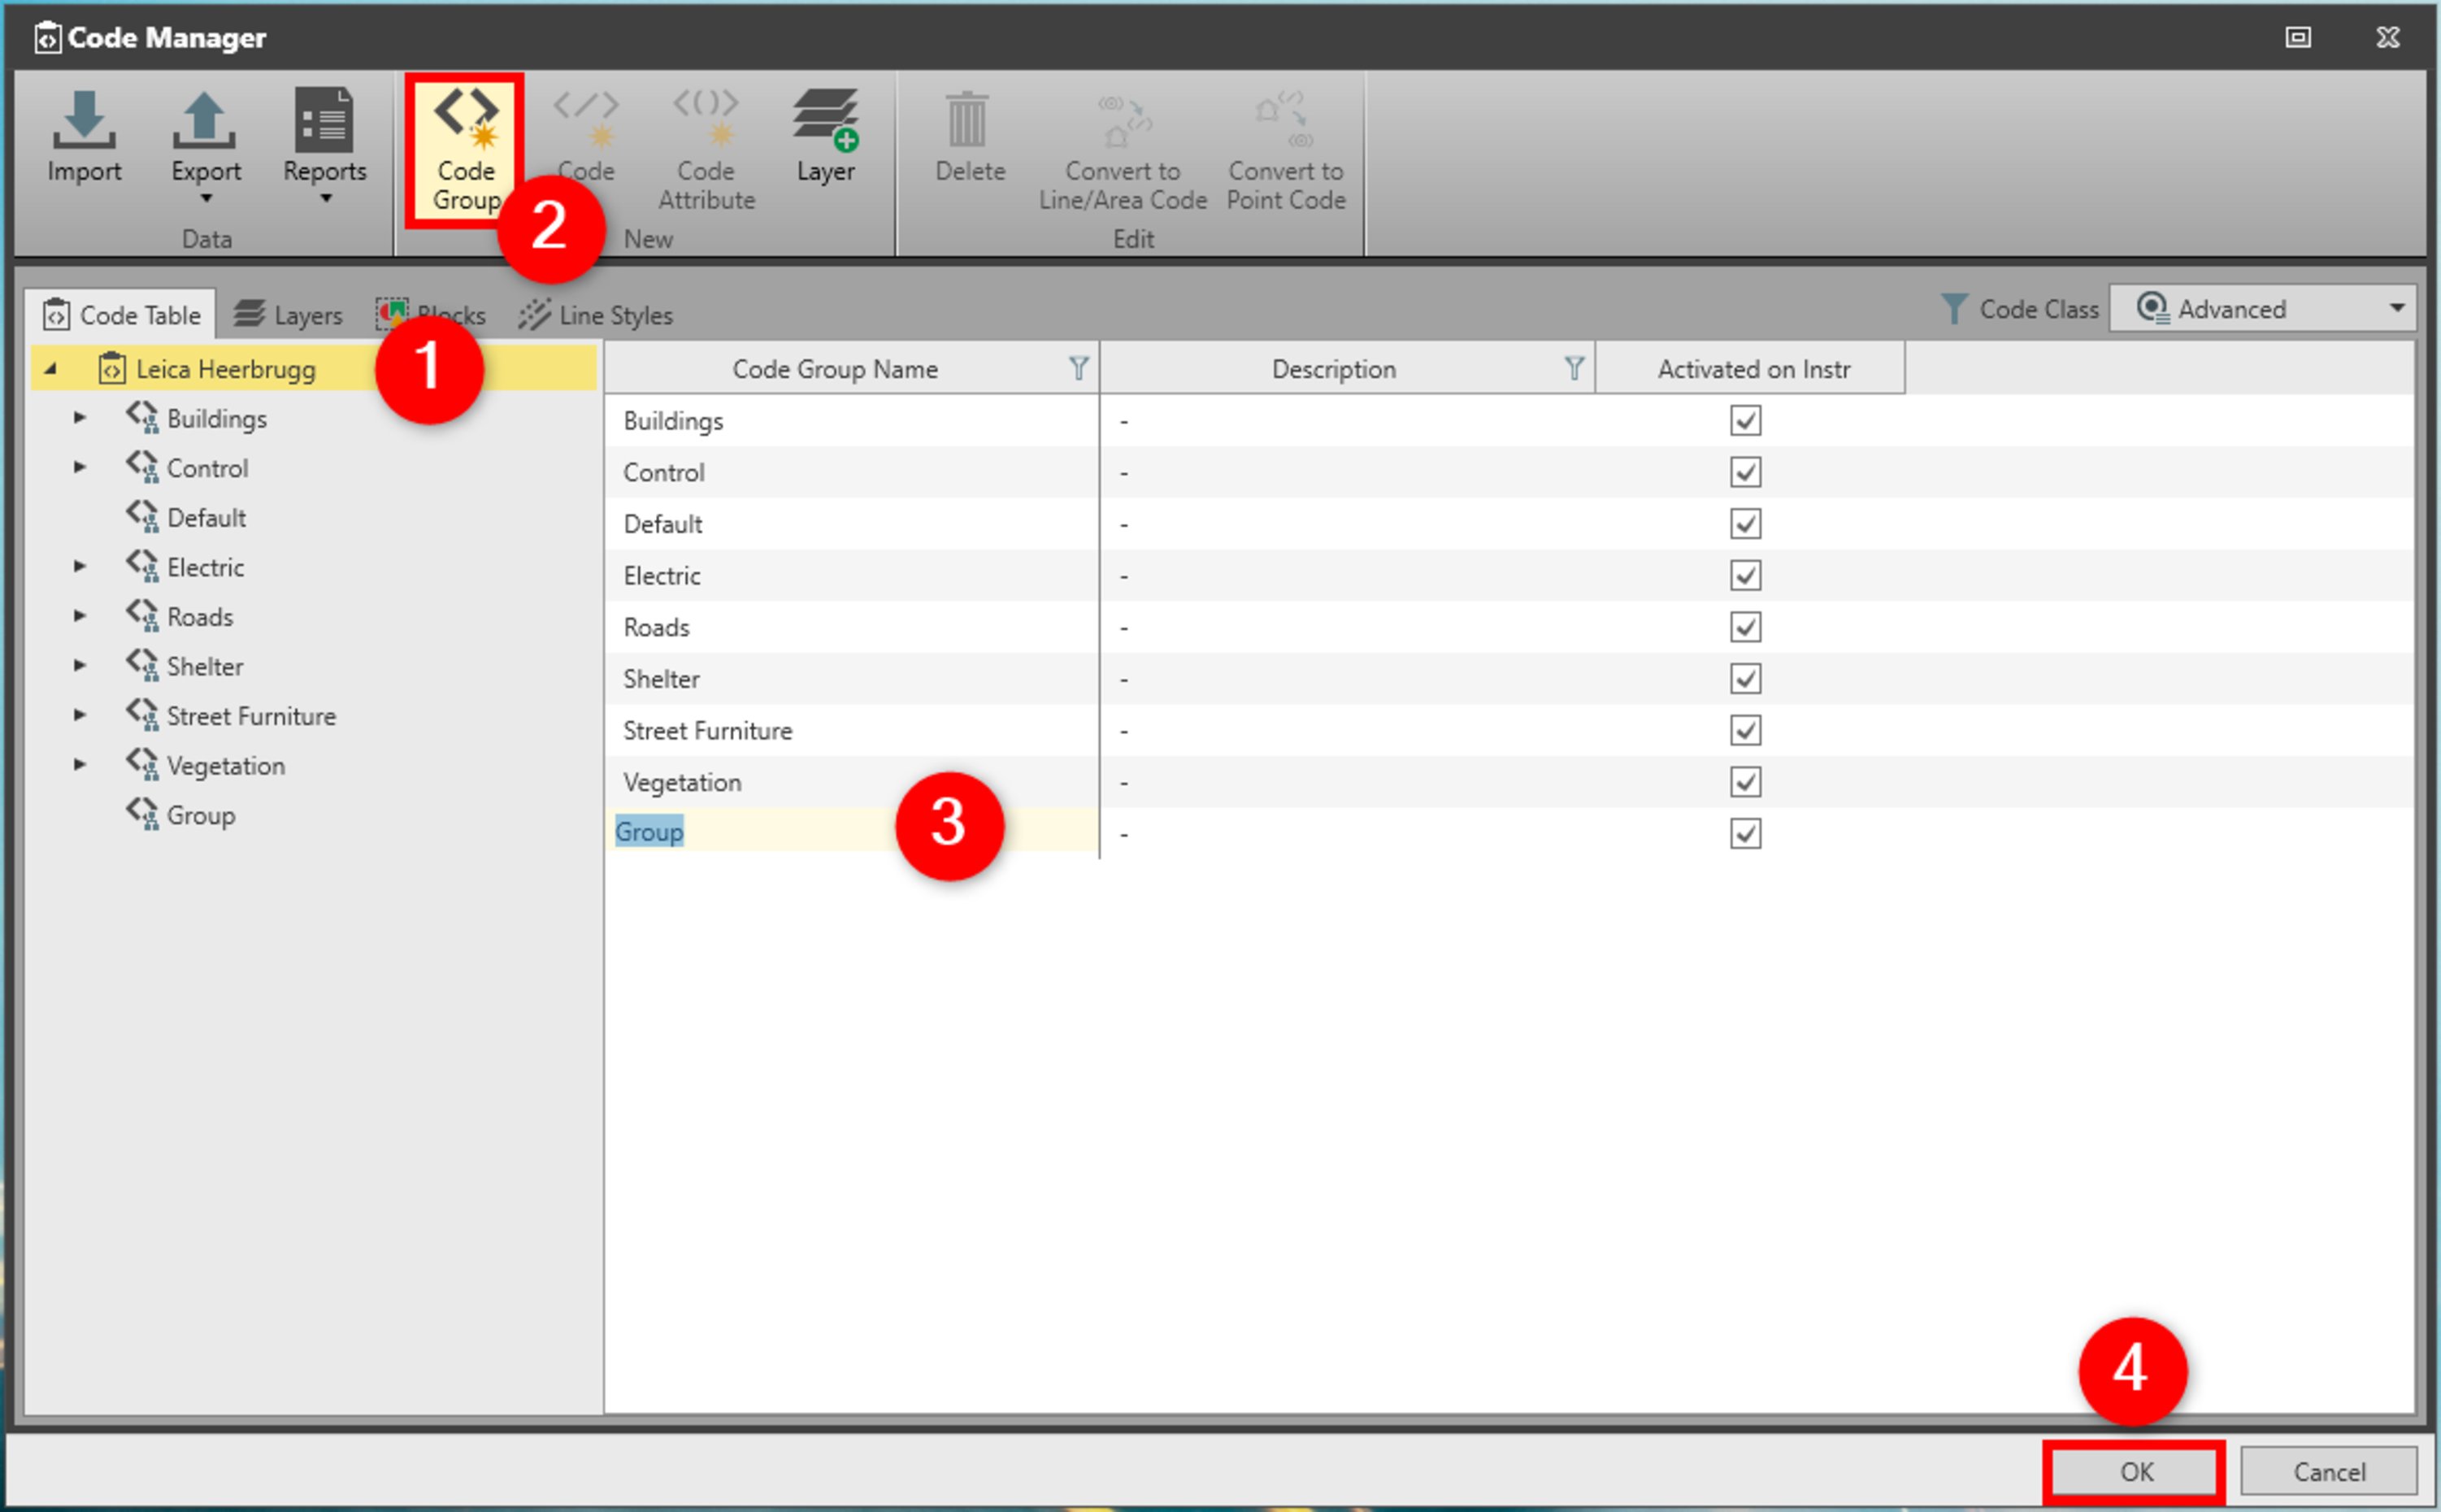 Code Manager
Import
Export
Reports
Data
Code Group
Code
Code Attribute
Layer
New
Delete
Convert to Line/Area Code
Convert to Point Code
Edit
2
Code Table
Layers
Blocks
Line Styles
Code Class
Advanced
Leica Heerbrugg
1
Buildings
Control
Default
Electric
Roads
Shelter
Street Furniture
Vegetation
Group
Code Group Name Description Activated on Instr
Buildings -
Control -
Default -
Electric -
Roads -
Shelter -
Street Furniture -
Vegetation -
Group -
3
4
OK
Cancel